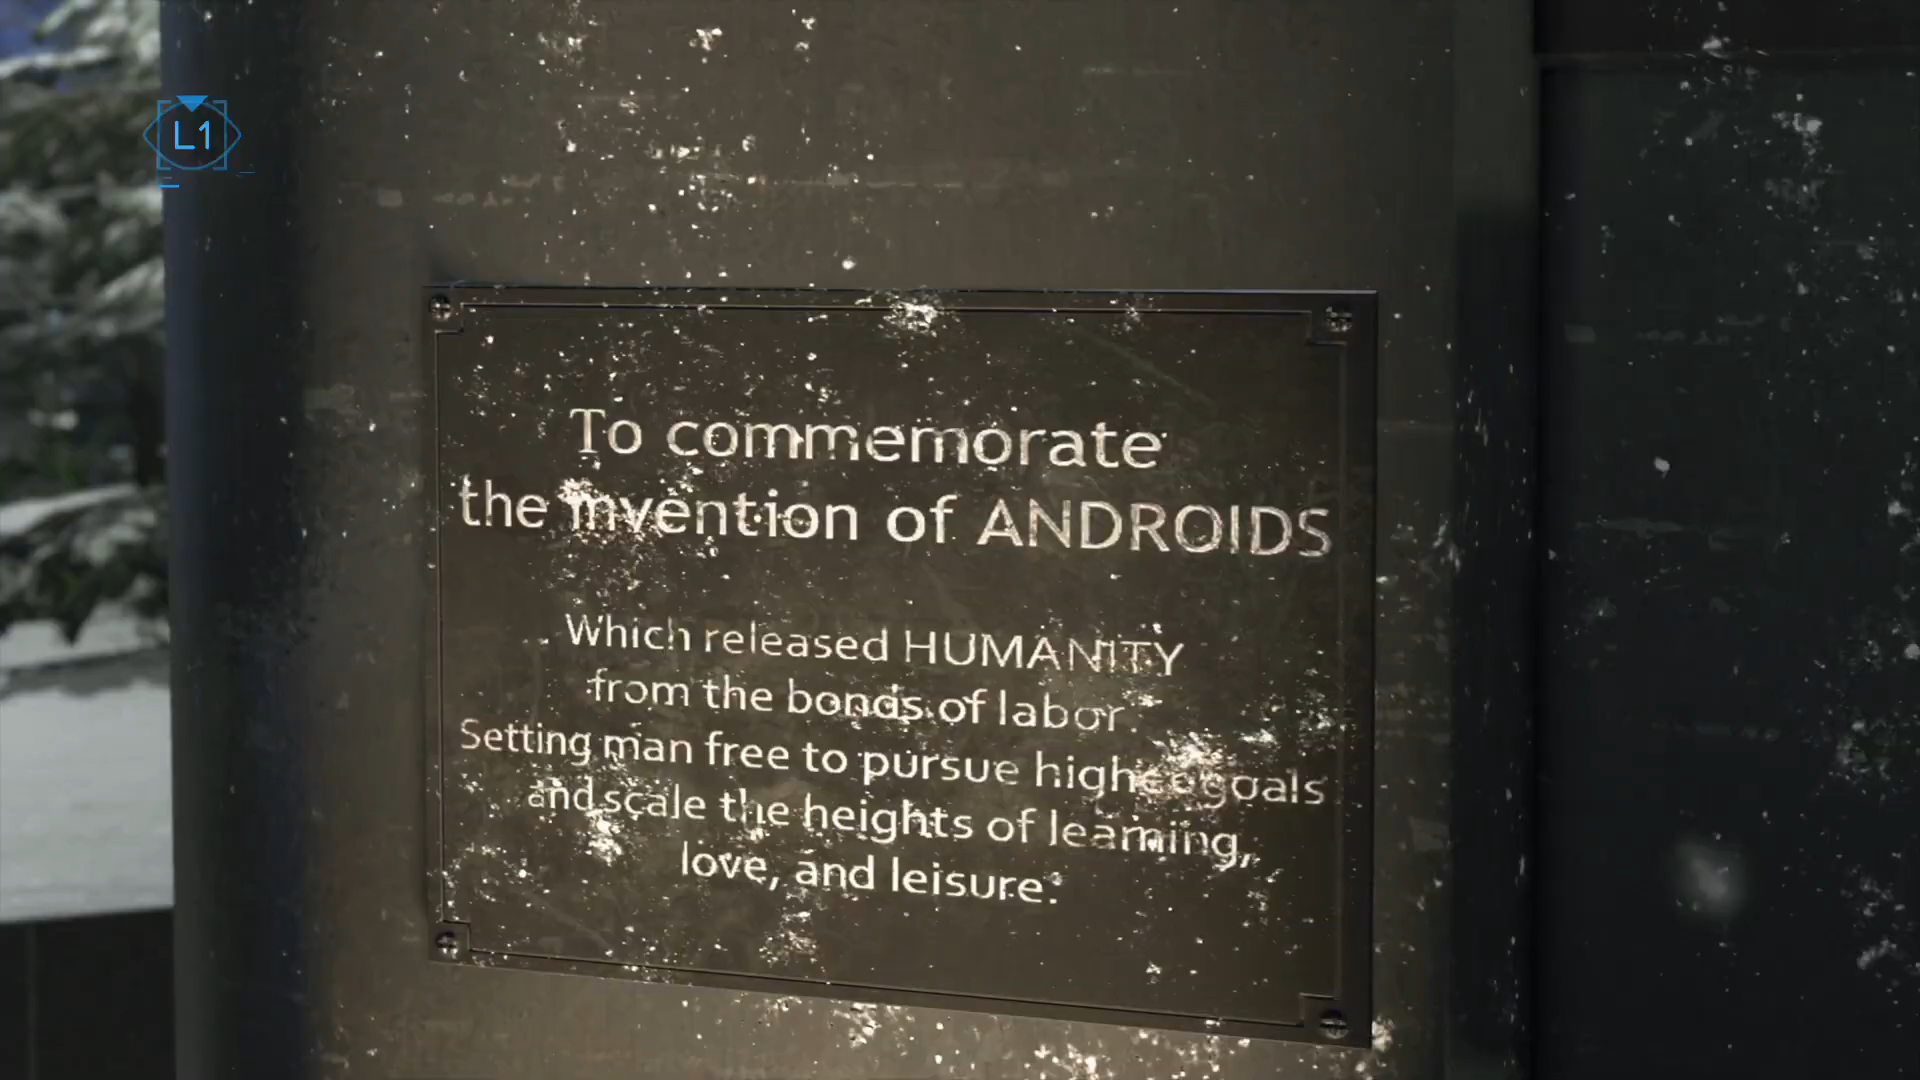 L1
To commemorate
the invention of ANDROIDS
Which released HUMANITY
from the bonds of labor.
Setting man free to pursue higher goals
and scale the heights of learning,
love, and leisure.